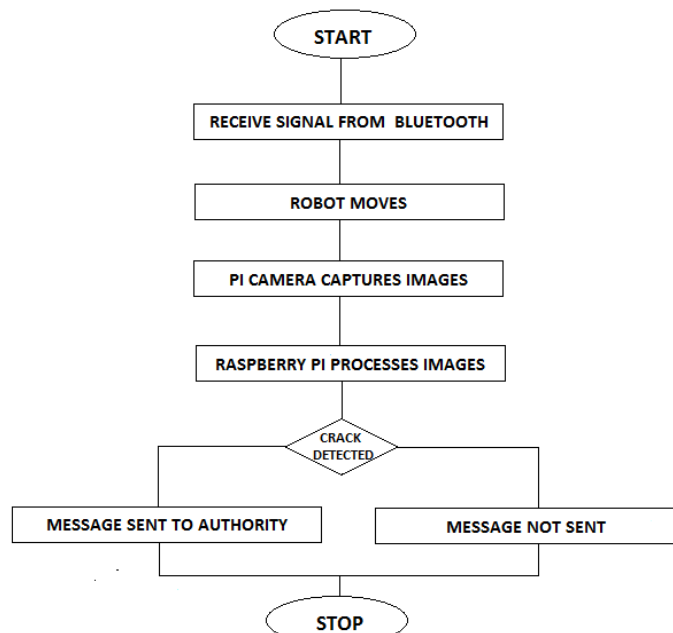 START
RECEIVE SIGNAL FROM BLUETOOTH
ROBOT MOVES
PI CAMERA CAPTURES IMAGES
RASPBERRY PI PROCESSES IMAGES
CRACK
DETECTED
MESSAGE SENT TO AUTHORITY
MESSAGE NOT SENT
STOP